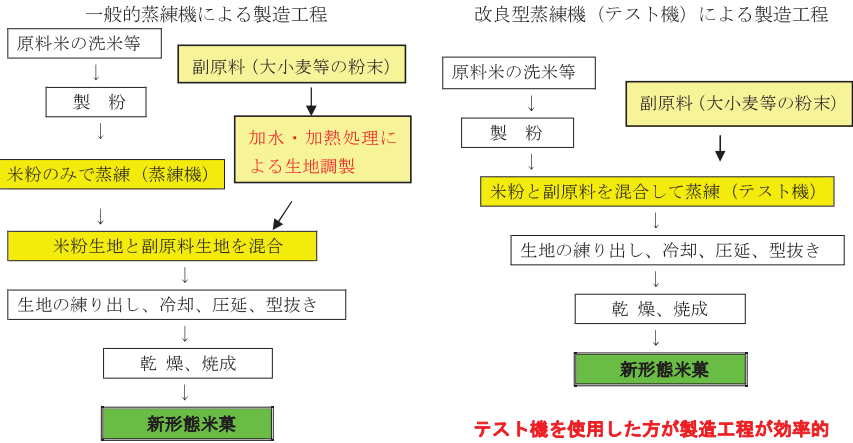 一般的蒸練機による製造工程
原料米の洗米等
副原料(大小麦等の粉末)
↓
製 粉
加水・加熱処理に
よる生地調製
↓
米粉のみで蒸練(蒸練機)
↓
米粉生地と副原料生地を混合
↓
生地の練り出し、冷却、圧延、型抜き
↓
乾 燥、焼成
↓
新形態米菓
改良型蒸練機(テスト機)による製造工程
原料米の洗米等
副原料(大小麦等の粉末)
↓
製 粉
↓
米粉と副原料を混合して蒸練(テスト機)
↓
生地の練り出し、冷却、圧延、型抜き
↓
乾 燥、焼成
↓
新形態米菓
テスト機を使用した方が製造工程が効率的